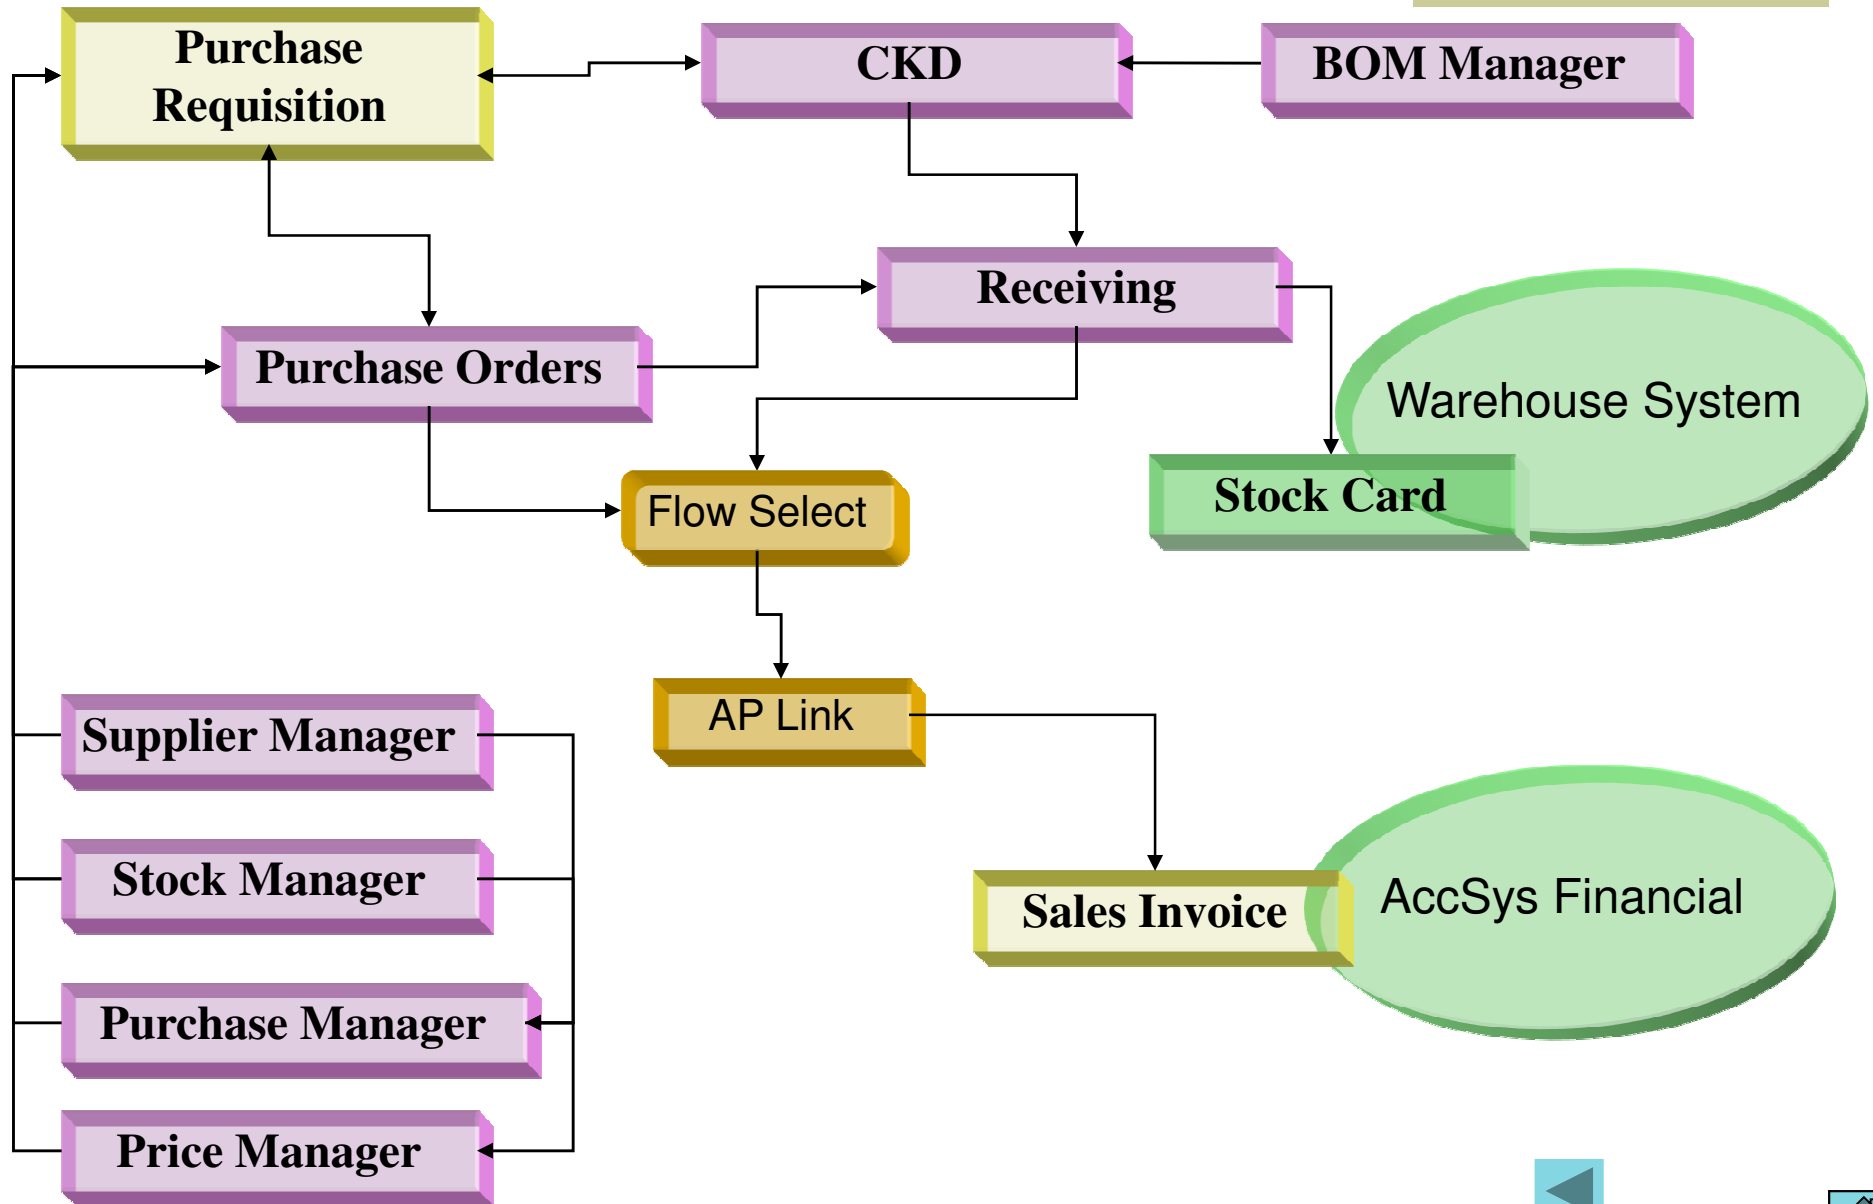 Purchase
Requisition
CKD
BOM Manager
Receiving
Purchase Orders
Warehouse System
Stock Card
Flow Select
AP Link
Supplier Manager
Stock Manager
Sales Invoice
AccSys Financial
Purchase Manager
Price Manager